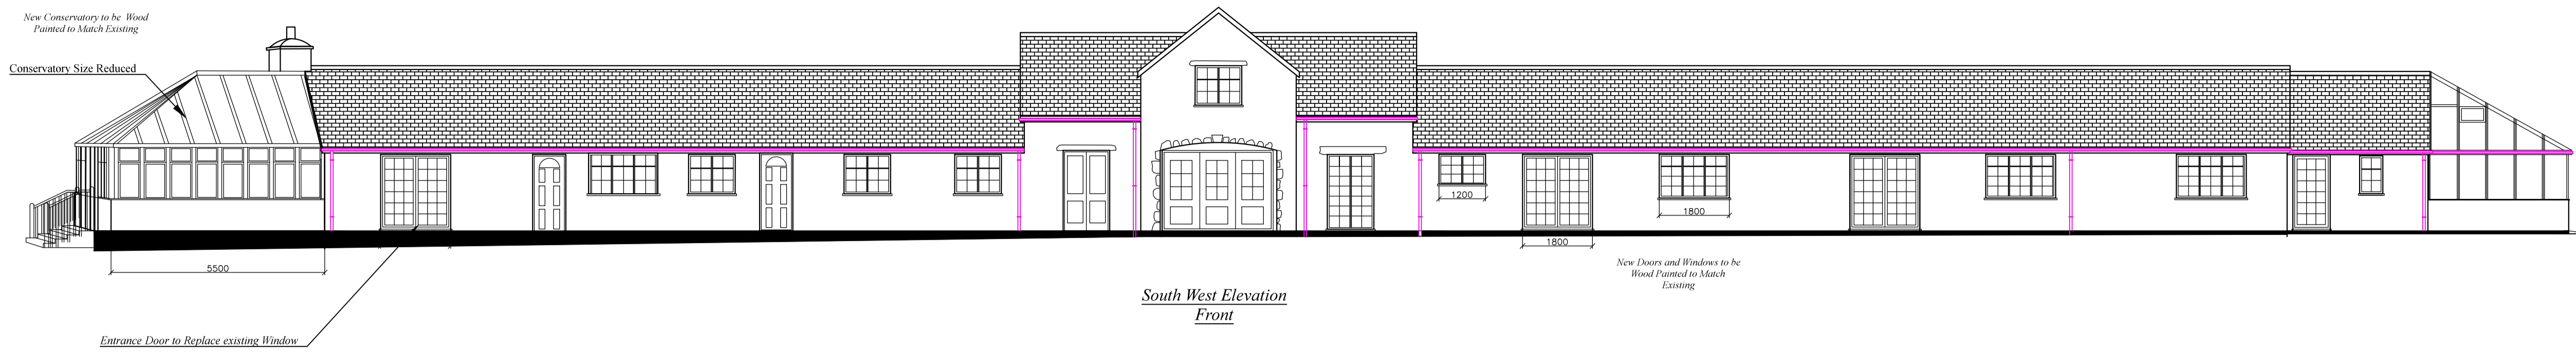 New Conservatory to be Wood
Painted to Match Existing
Conservatory Size Reduced
5500
Entrance Door to Replace existing Window
South West Elevation
Front
1200
1800
1800
New Doors and Windows to be
Wood Painted to Match
Existing